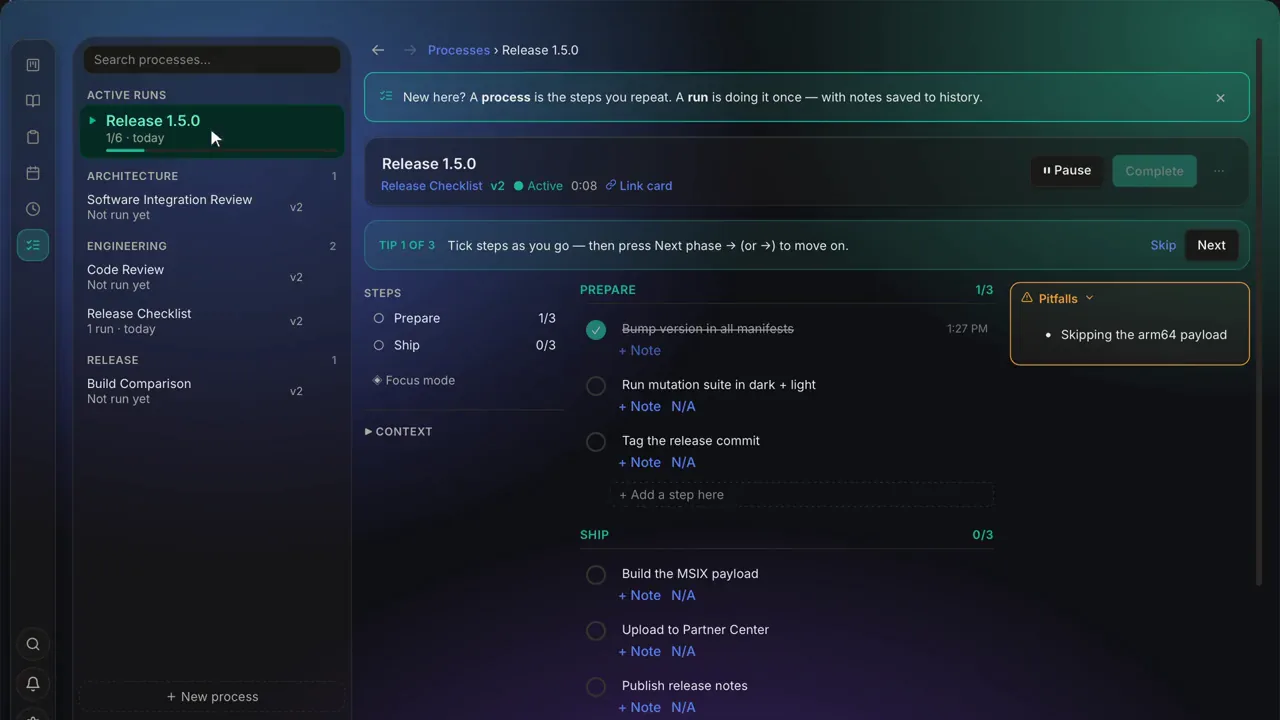 Search processes...
ACTIVE RUNS
Release 1.5.0
1/6 · today
ARCHITECTURE 1
Software Integration Review
Not run yet
v2
ENGINEERING 2
Code Review
Not run yet
v2
Release Checklist
1 run · today
v2
RELEASE 1
Build Comparison
Not run yet
v2
+ New process
← → Processes › Release 1.5.0
New here? A process is the steps you repeat. A run is doing it once — with notes saved to history.
Release 1.5.0
Release Checklist v2 Active 0:08 Link card
Pause Complete ···
TIP 1 OF 3 Tick steps as you go — then press Next phase → (or →) to move on. Skip Next
STEPS
Prepare 1/3
Ship 0/3
Focus mode
CONTEXT
PREPARE 1/3
Bump version in all manifests 1:27 PM
+ Note
Run mutation suite in dark + light
+ Note N/A
Tag the release commit
+ Note N/A
+ Add a step here
SHIP 0/3
Build the MSIX payload
+ Note N/A
Upload to Partner Center
+ Note N/A
Publish release notes
+ Note N/A
Pitfalls
• Skipping the arm64 payload